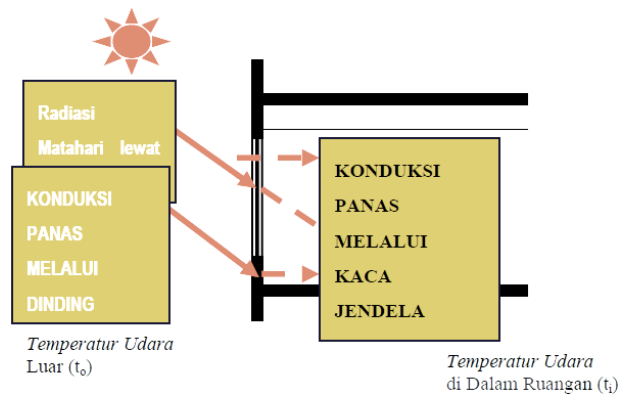 Radiasi
Matahari lewat
KONDUKSI
PANAS
MELALUI
DINDING
KONDUKSI
PANAS
MELALUI
KACA
JENDELA
Temperatur Udara
Luar (tₒ)
Temperatur Udara
di Dalam Ruangan (tᵢ)